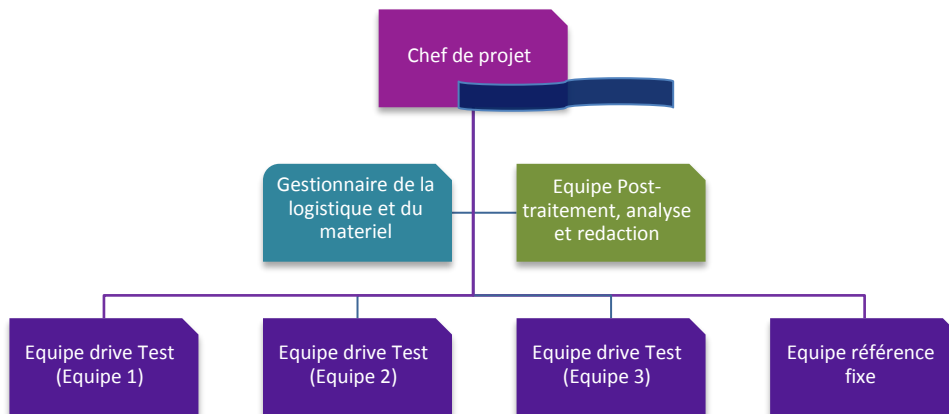 Chef de projet
Gestionnaire de la
logistique et du
materiel
Equipe Post-
traitement, analyse
et redaction
Equipe drive Test
(Equipe 1)
Equipe drive Test
(Equipe 2)
Equipe drive Test
(Equipe 3)
Equipe référence
fixe